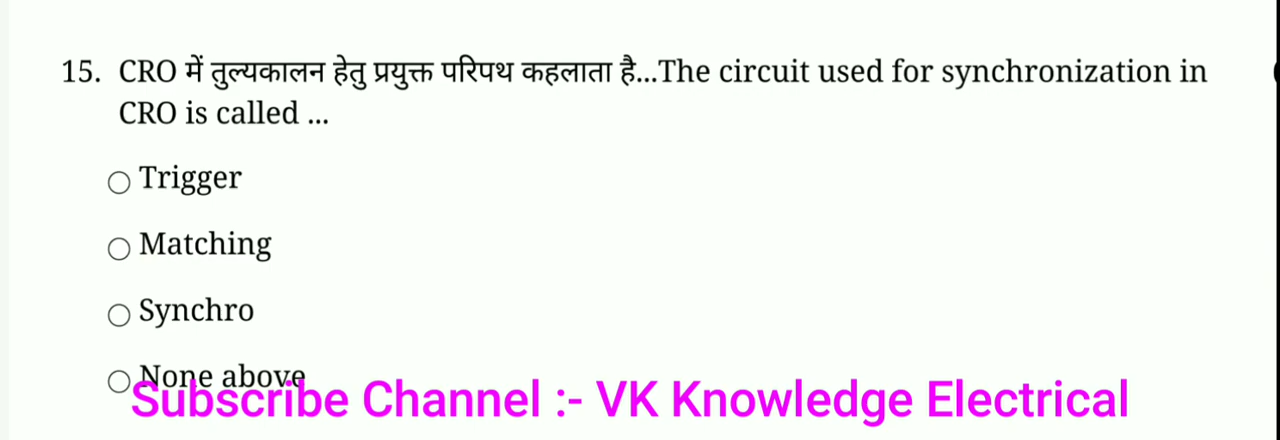 15. CRO में तुल्यकालन हेतु प्रयुक्त परिपथ कहलाता है...The circuit used for synchronization in
CRO is called ...
Trigger
Matching
Synchro
None above
Subscribe Channel :- VK Knowledge Electrical